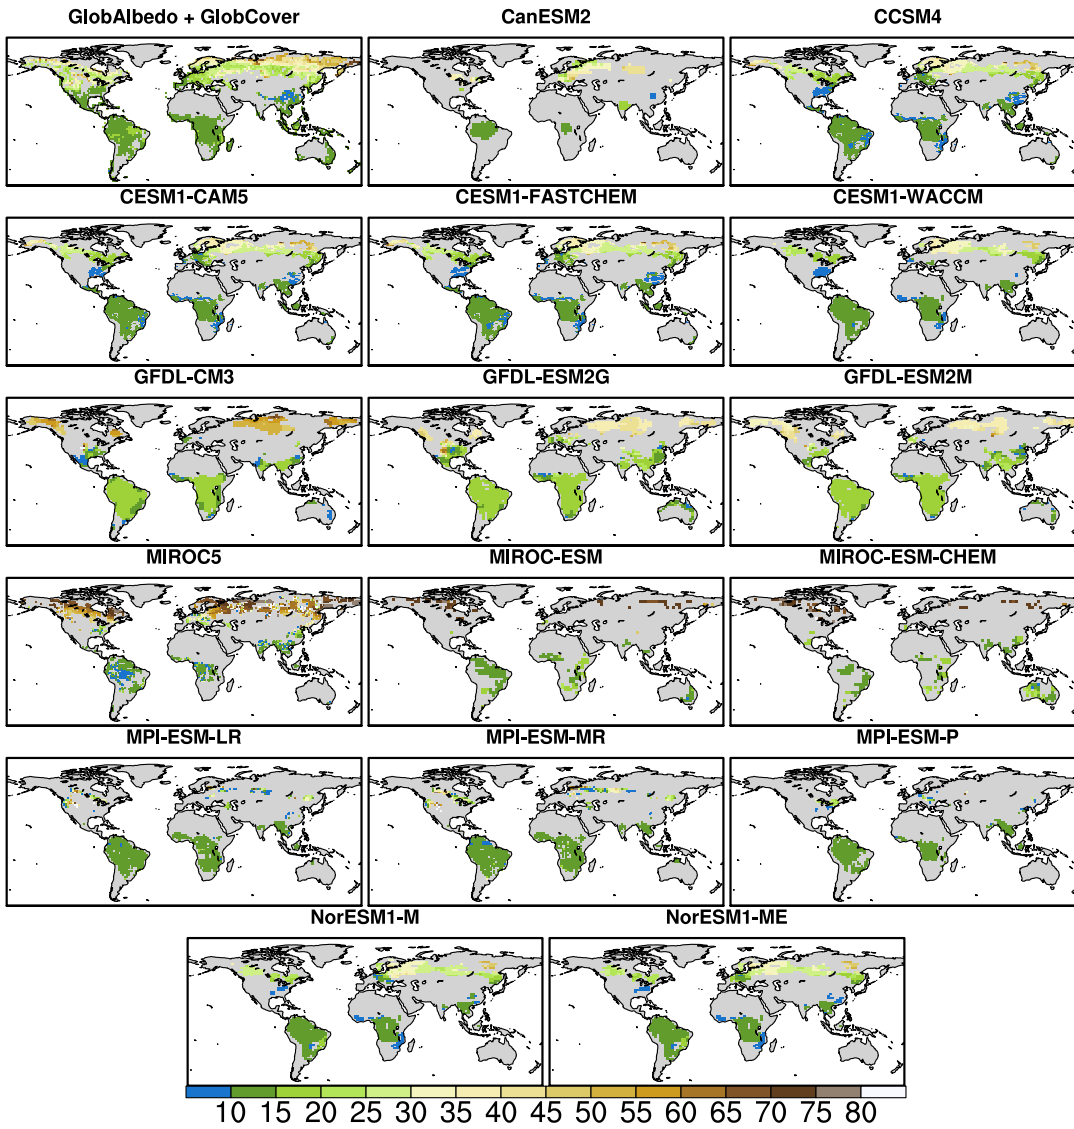 GlobAlbedo + GlobCover CanESM2 CCSM4
CESM1-CAM5 CESM1-FASTCHEM CESM1-WACCM
GFDL-CM3 GFDL-ESM2G GFDL-ESM2M
MIROC5 MIROC-ESM MIROC-ESM-CHEM
MPI-ESM-LR MPI-ESM-MR MPI-ESM-P
NorESM1-M NorESM1-ME
10 15 20 25 30 35 40 45 50 55 60 65 70 75 80